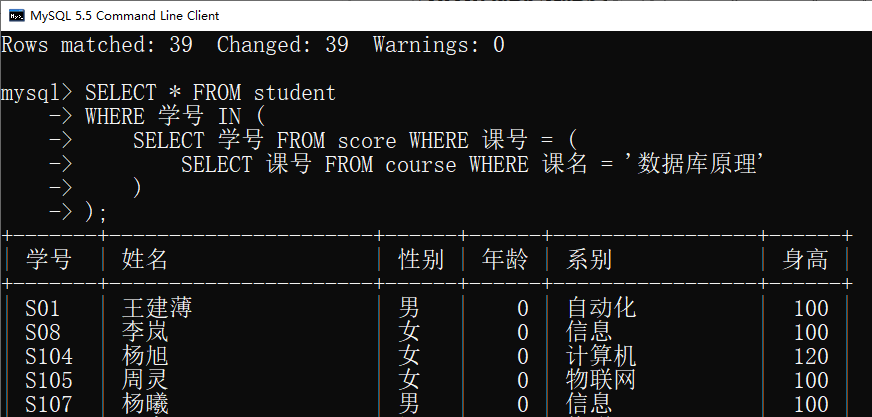 MySQL 5.5 Command Line Client
Rows matched: 39  Changed: 39  Warnings: 0
mysql> SELECT * FROM student
    -> WHERE 学号 IN (
    ->     SELECT 学号 FROM score WHERE 课号 = (
    ->         SELECT 课号 FROM course WHERE 课名 = '数据库原理'
    ->     )
    -> );
| 学号 | 姓名 | 性别 | 年龄 | 系别 | 身高 |
| S01 | 王建薄 | 男 | 0 | 自动化 | 100 |
| S08 | 李岚 | 女 | 0 | 信息 | 100 |
| S104 | 杨旭 | 女 | 0 | 计算机 | 120 |
| S105 | 周灵 | 女 | 0 | 物联网 | 100 |
| S107 | 杨曦 | 男 | 0 | 信息 | 100 |